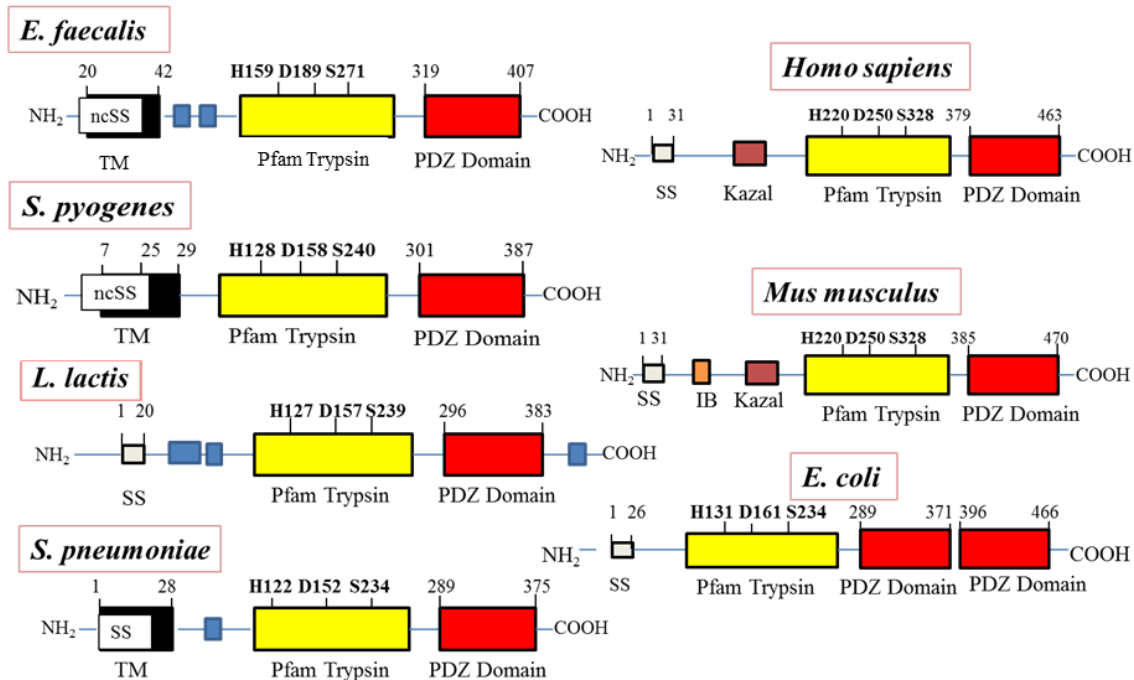 E. faecalis
20 42 H159 D189 S271 319 407
NH2 ncSS COOH
TM Pfam Trypsin PDZ Domain
S. pyogenes
7 25 29 H128 D158 S240 301 387
NH2 ncSS COOH
TM Pfam Trypsin PDZ Domain
L. lactis
1 20 H127 D157 S239 296 383
NH2 COOH
SS Pfam Trypsin PDZ Domain
S. pneumoniae
1 28 H122 D152 S234 289 375
NH2 SS COOH
TM Pfam Trypsin PDZ Domain
Homo sapiens
1 31 H220 D250 S328 379 463
NH2 COOH
SS Kazal Pfam Trypsin PDZ Domain
Mus musculus
1 31 H220 D250 S328 385 470
NH2 COOH
SS IB Kazal Pfam Trypsin PDZ Domain
E. coli
1 26 H131 D161 S234 289 371 396 466
NH2 COOH
SS Pfam Trypsin PDZ Domain PDZ Domain